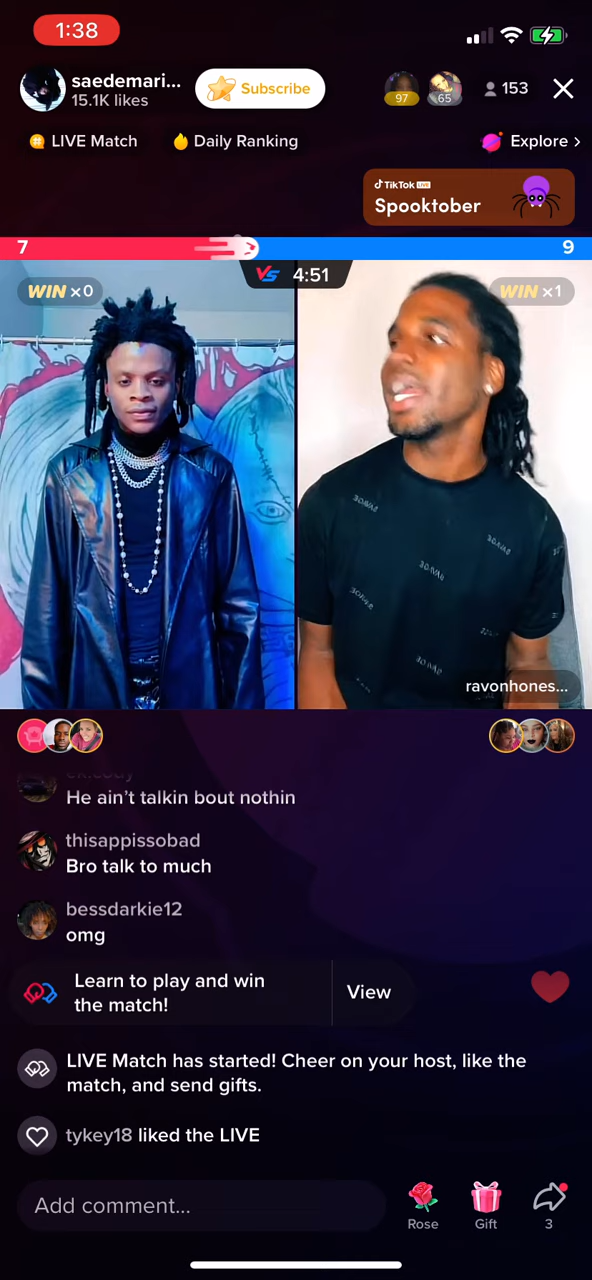 1:38
saedemari...
15.1K likes
Subscribe
97
65
153
LIVE Match
Daily Ranking
Explore >
TikTok LIVE
Spooktober
7
9
VS 4:51
WIN x0
WIN x1
ravonhones...
He ain't talkin bout nothin
thisappissobad
Bro talk to much
bessdarkie12
omg
Learn to play and win
the match!
View
LIVE Match has started! Cheer on your host, like the
match, and send gifts.
tykey18 liked the LIVE
Add comment...
Rose
Gift
3